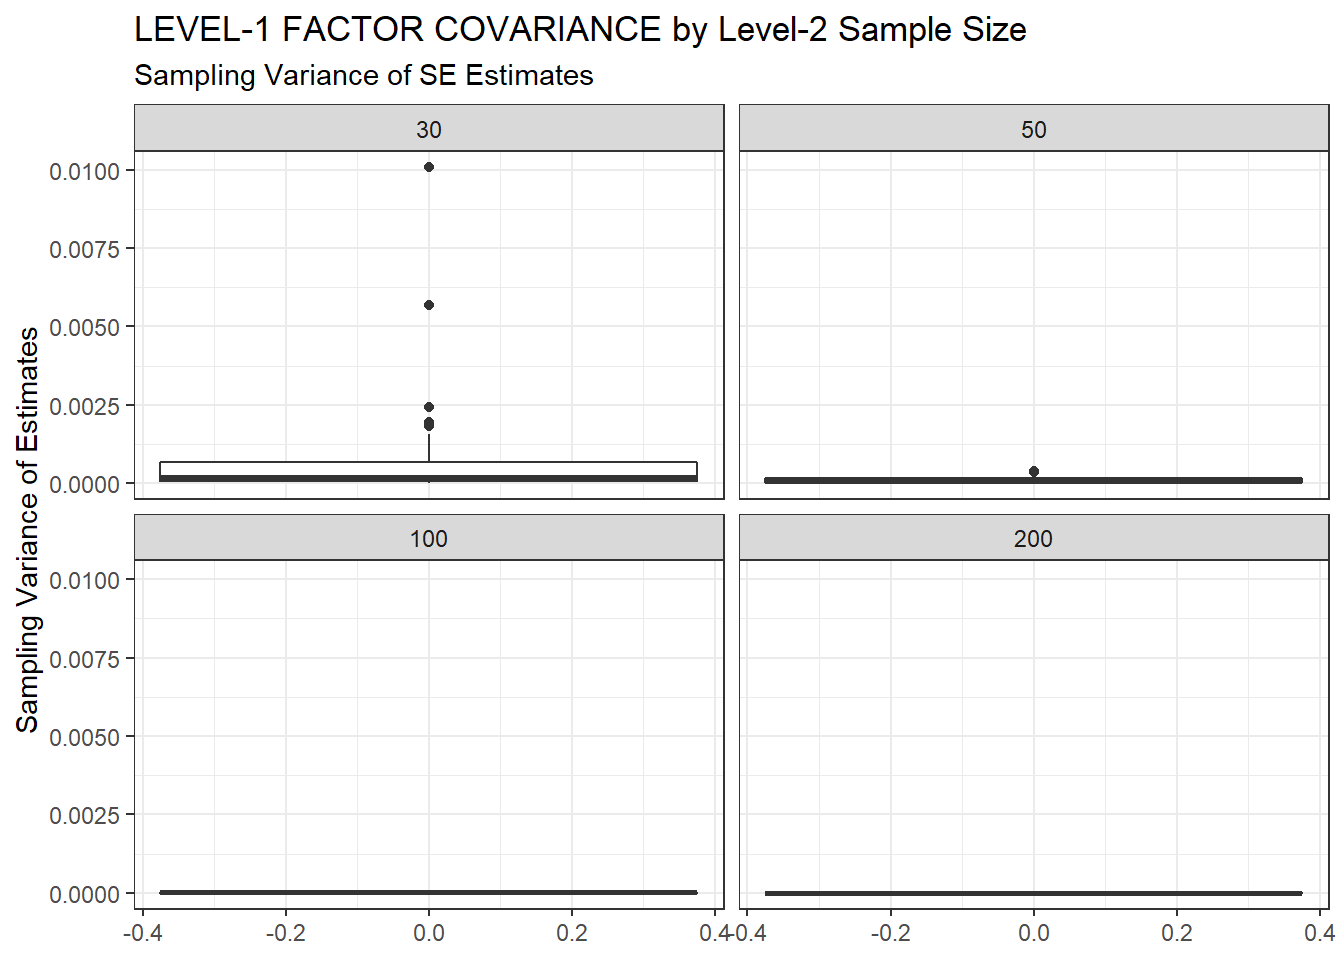 LEVEL-1 FACTOR COVARIANCE by Level-2 Sample Size
Sampling Variance of SE Estimates
30
50
0.0100
0.0075
0.0050
0.0025
0.0000
Sampling Variance of Estimates
100
200
0.0100
0.0075
0.0050
0.0025
0.0000
-0.4 -0.2 0.0 0.2 0.4
-0.4 -0.2 0.0 0.2 0.4